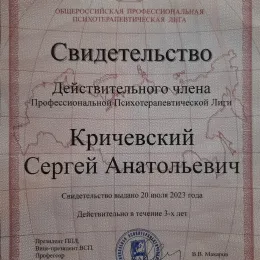 ОБЩЕРОССИЙСКАЯ ПРОФЕССИОНАЛЬНАЯ
ПСИХОТЕРАПЕВТИЧЕСКАЯ ЛИГА
Свидетельство
Действительного члена
Профессиональной Психотерапевтической Лиги
Кричевский
Сергей Анатольевич
Свидетельство выдано 20 июля 2023 года
Действительно в течение 3-х лет
Президент ППЛ,
Вице-президент ВСП
Профессор
В.В. Макаров